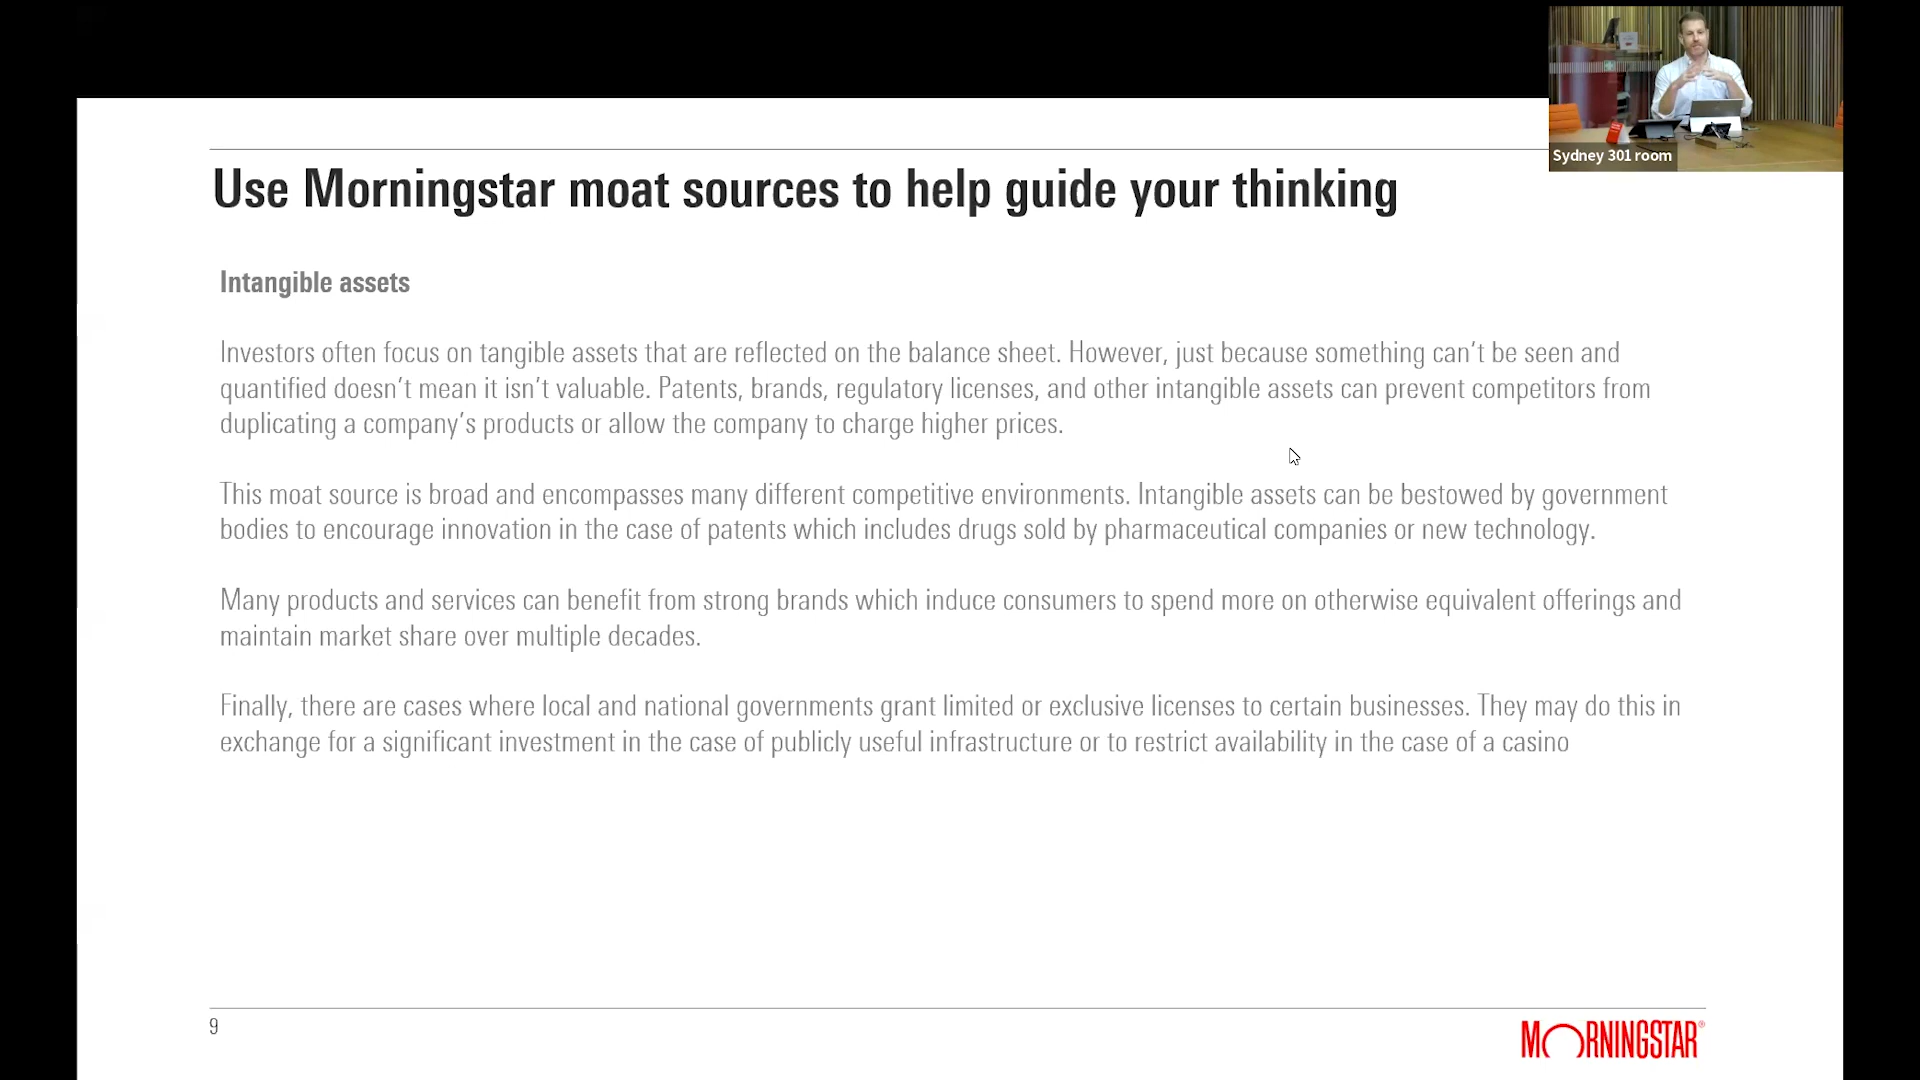 Sydney 301 room
Use Morningstar moat sources to help guide your thinking
Intangible assets
Investors often focus on tangible assets that are reflected on the balance sheet. However, just because something can’t be seen and
quantified doesn’t mean it isn’t valuable. Patents, brands, regulatory licenses, and other intangible assets can prevent competitors from
duplicating a company’s products or allow the company to charge higher prices.
This moat source is broad and encompasses many different competitive environments. Intangible assets can be bestowed by government
bodies to encourage innovation in the case of patents which includes drugs sold by pharmaceutical companies or new technology.
Many products and services can benefit from strong brands which induce consumers to spend more on otherwise equivalent offerings and
maintain market share over multiple decades.
Finally, there are cases where local and national governments grant limited or exclusive licenses to certain businesses. They may do this in
exchange for a significant investment in the case of publicly useful infrastructure or to restrict availability in the case of a casino
9
MORNINGSTAR®